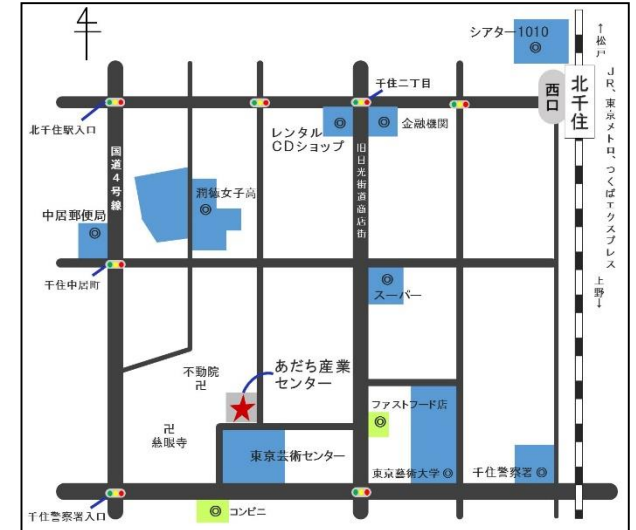 シアター1010
↑松戸
JR、東京メトロ、つくばエクスプレス
上野↓
西口
北千住
千住二丁目
北千住駅入口
レンタル
CDショップ
金融機関
国道4号線
旧日光街道商店街
潤徳女子高
中居郵便局
千住中居町
スーパー
不動院
卍
あだち産業
センター
卍
慈眼寺
ファストフード店
東京芸術センター
東京藝術大学
千住警察署
千住警察署入口
コンビニ